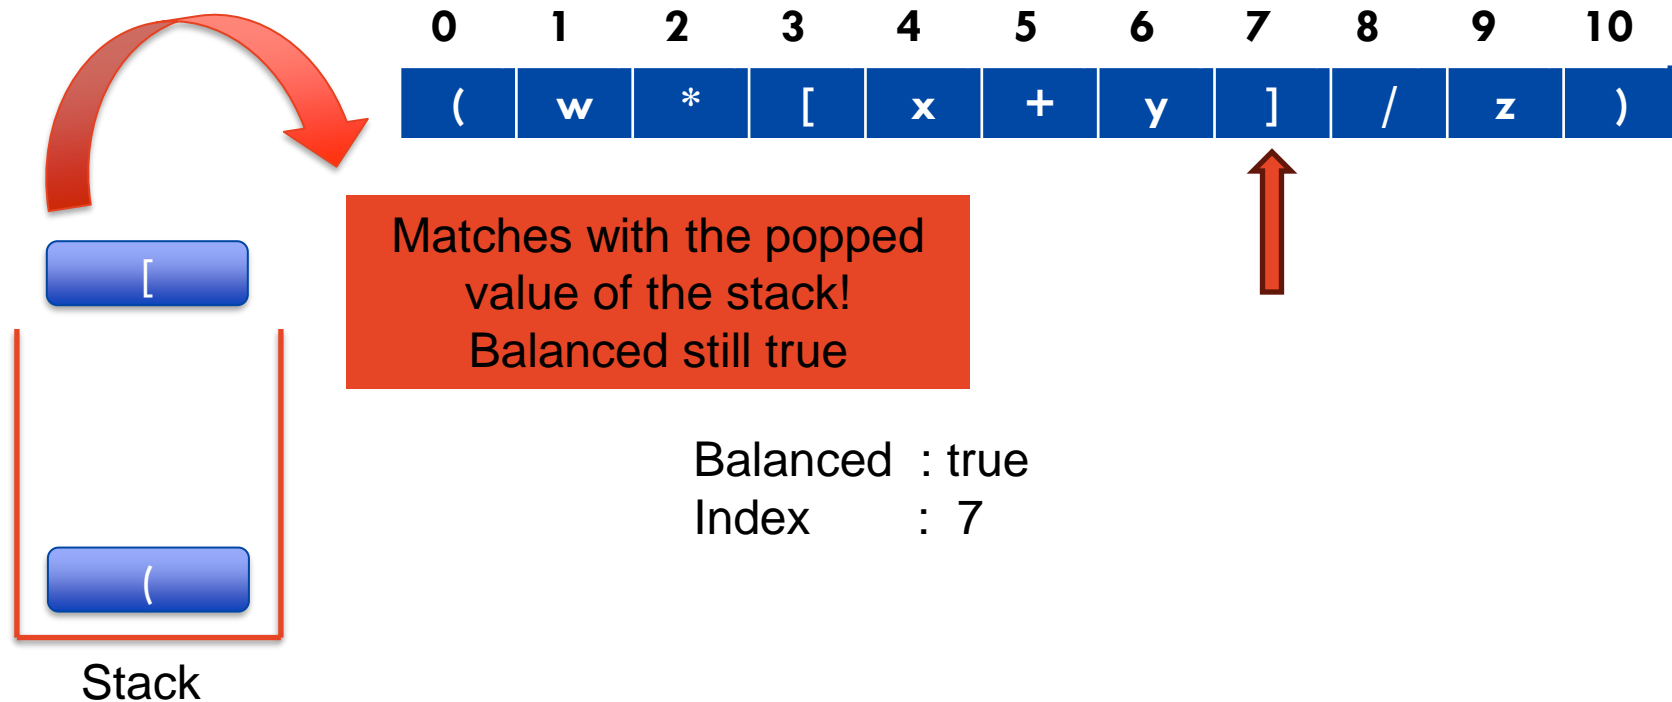 0 1 2 3 4 5 6 7 8 9 10
( w * [ x + y ] / z )
[
Matches with the popped
value of the stack!
Balanced still true
Balanced : true
Index : 7
(
Stack